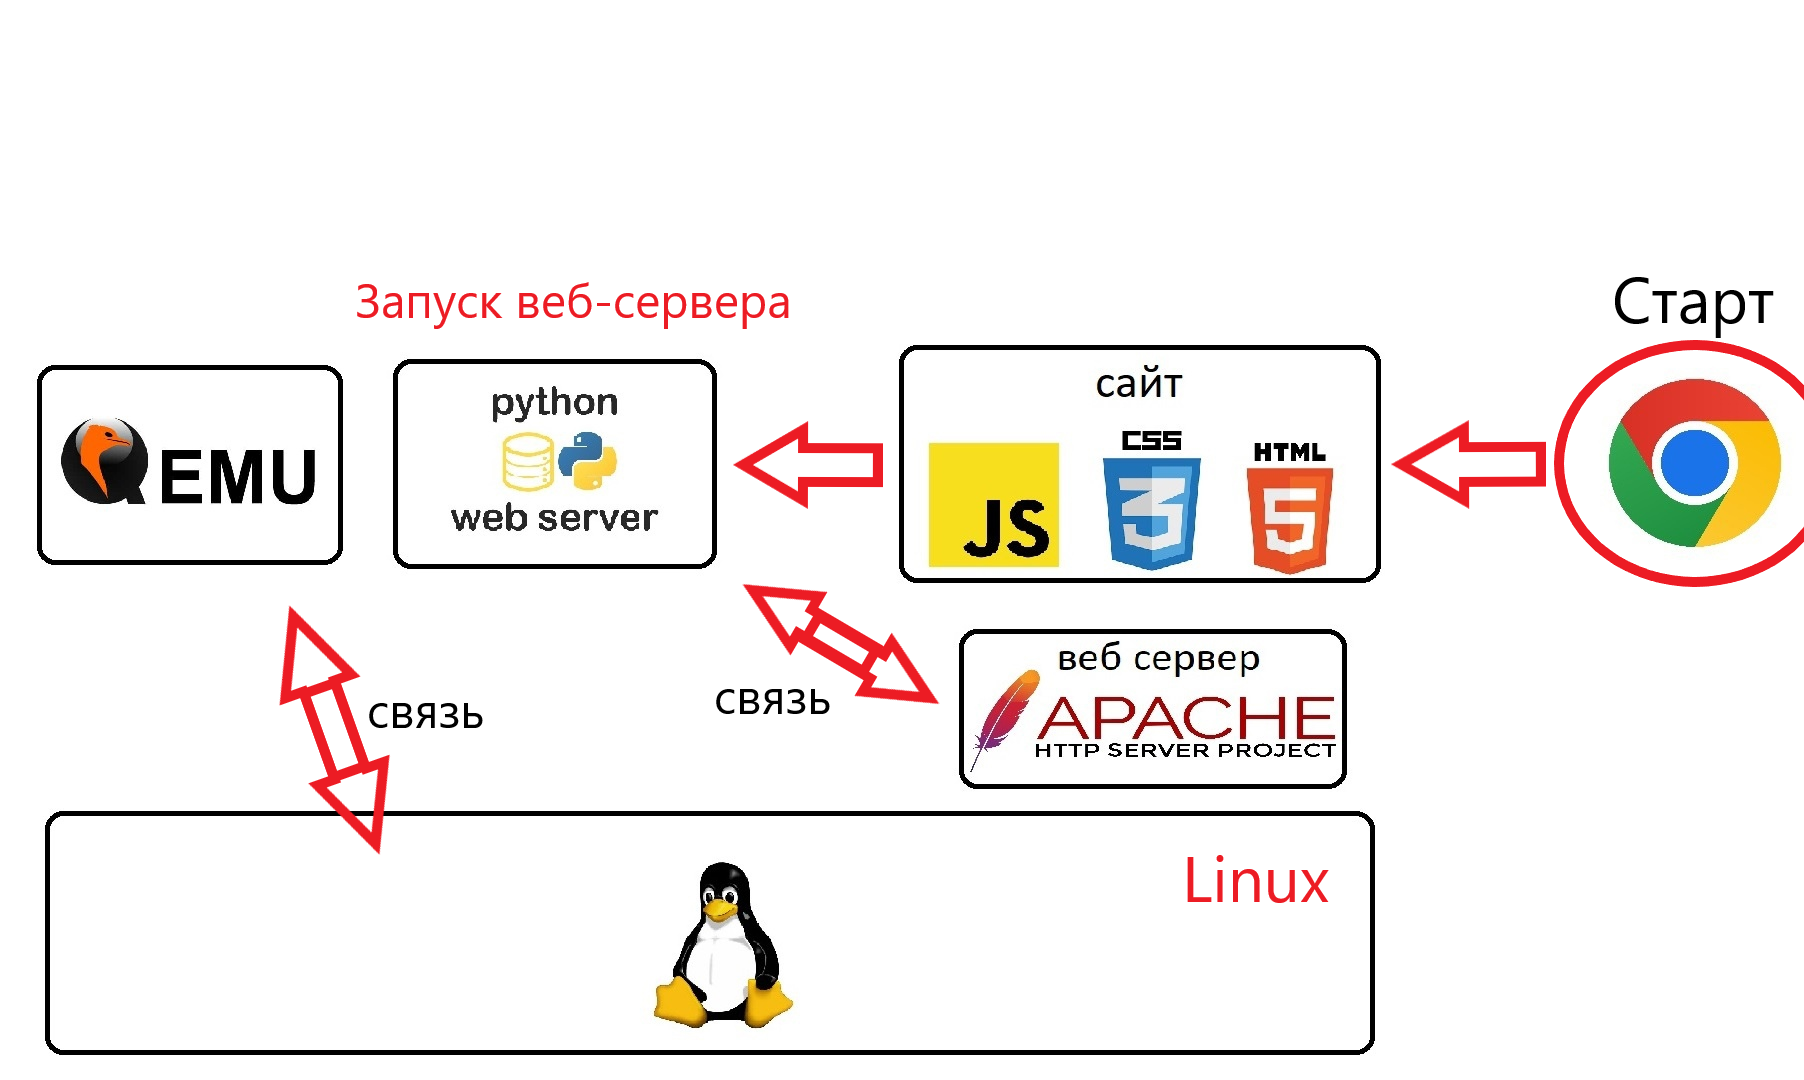 Запуск веб-сервера
Старт
QEMU
python
web server
сайт
JS
CSS
3
HTML
5
связь
связь
веб сервер
APACHE
HTTP SERVER PROJECT
Linux